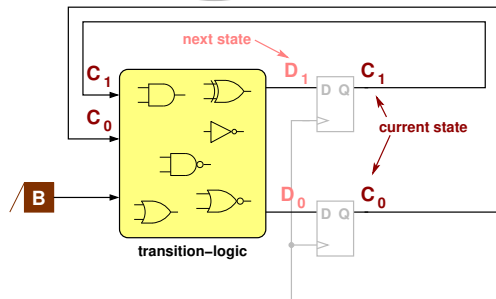 next state
D1
C1
D Q
C1
C0
current state
B
D0
C0
D Q
transition–logic